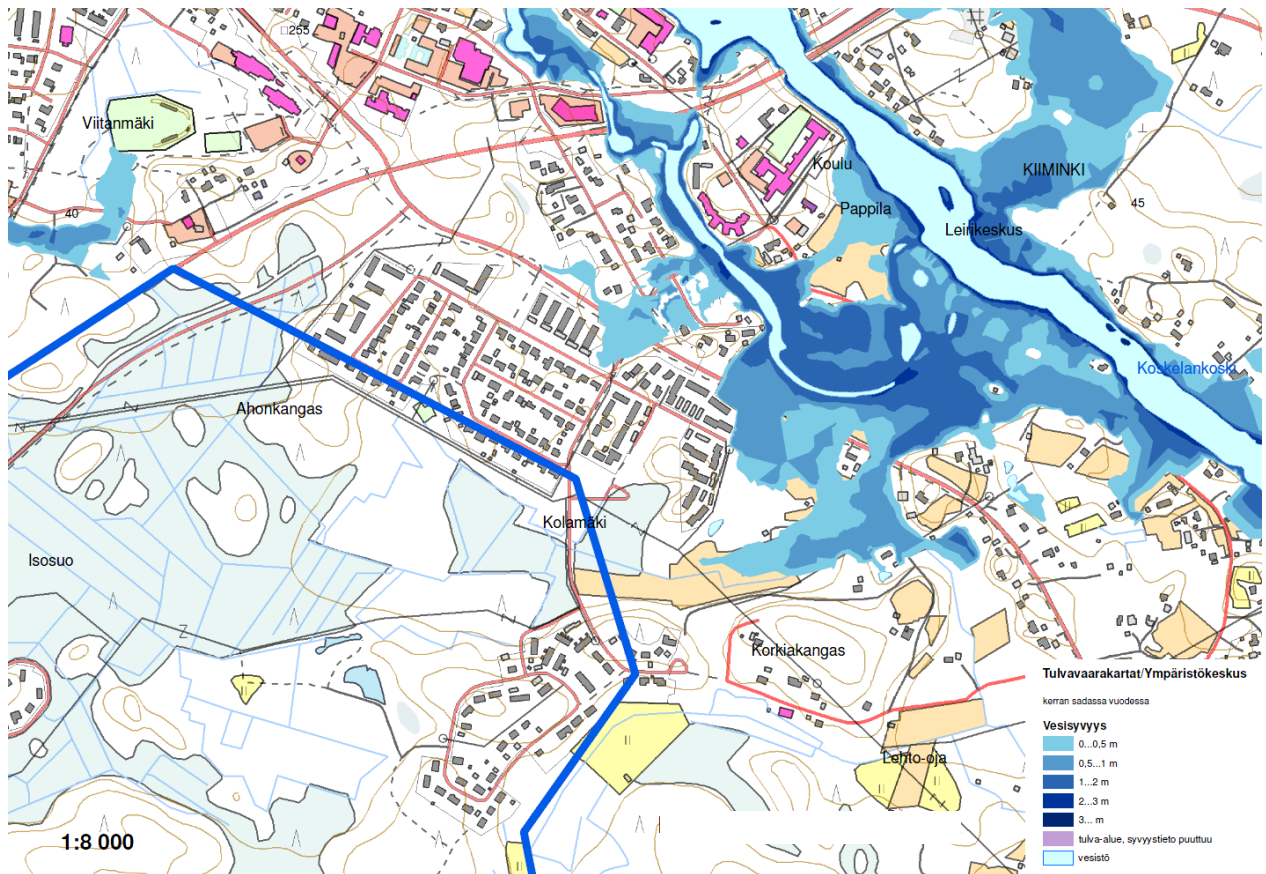 255
Viitanmäki
Koulu
KIIMINKI
40
Pappila
45
Leirikeskus
Koskelankoski
Ahonkangas
Kolamäki
Isosuo
Korkiakangas
Lehto-oja
Tulvavaarakartat/Ympäristökeskus
kerran sadassa vuodessa
Vesisyvyys
0...0,5 m
0,5...1 m
1...2 m
2...3 m
3... m
tulva-alue, syvyystieto puuttuu
vesistö
1:8 000